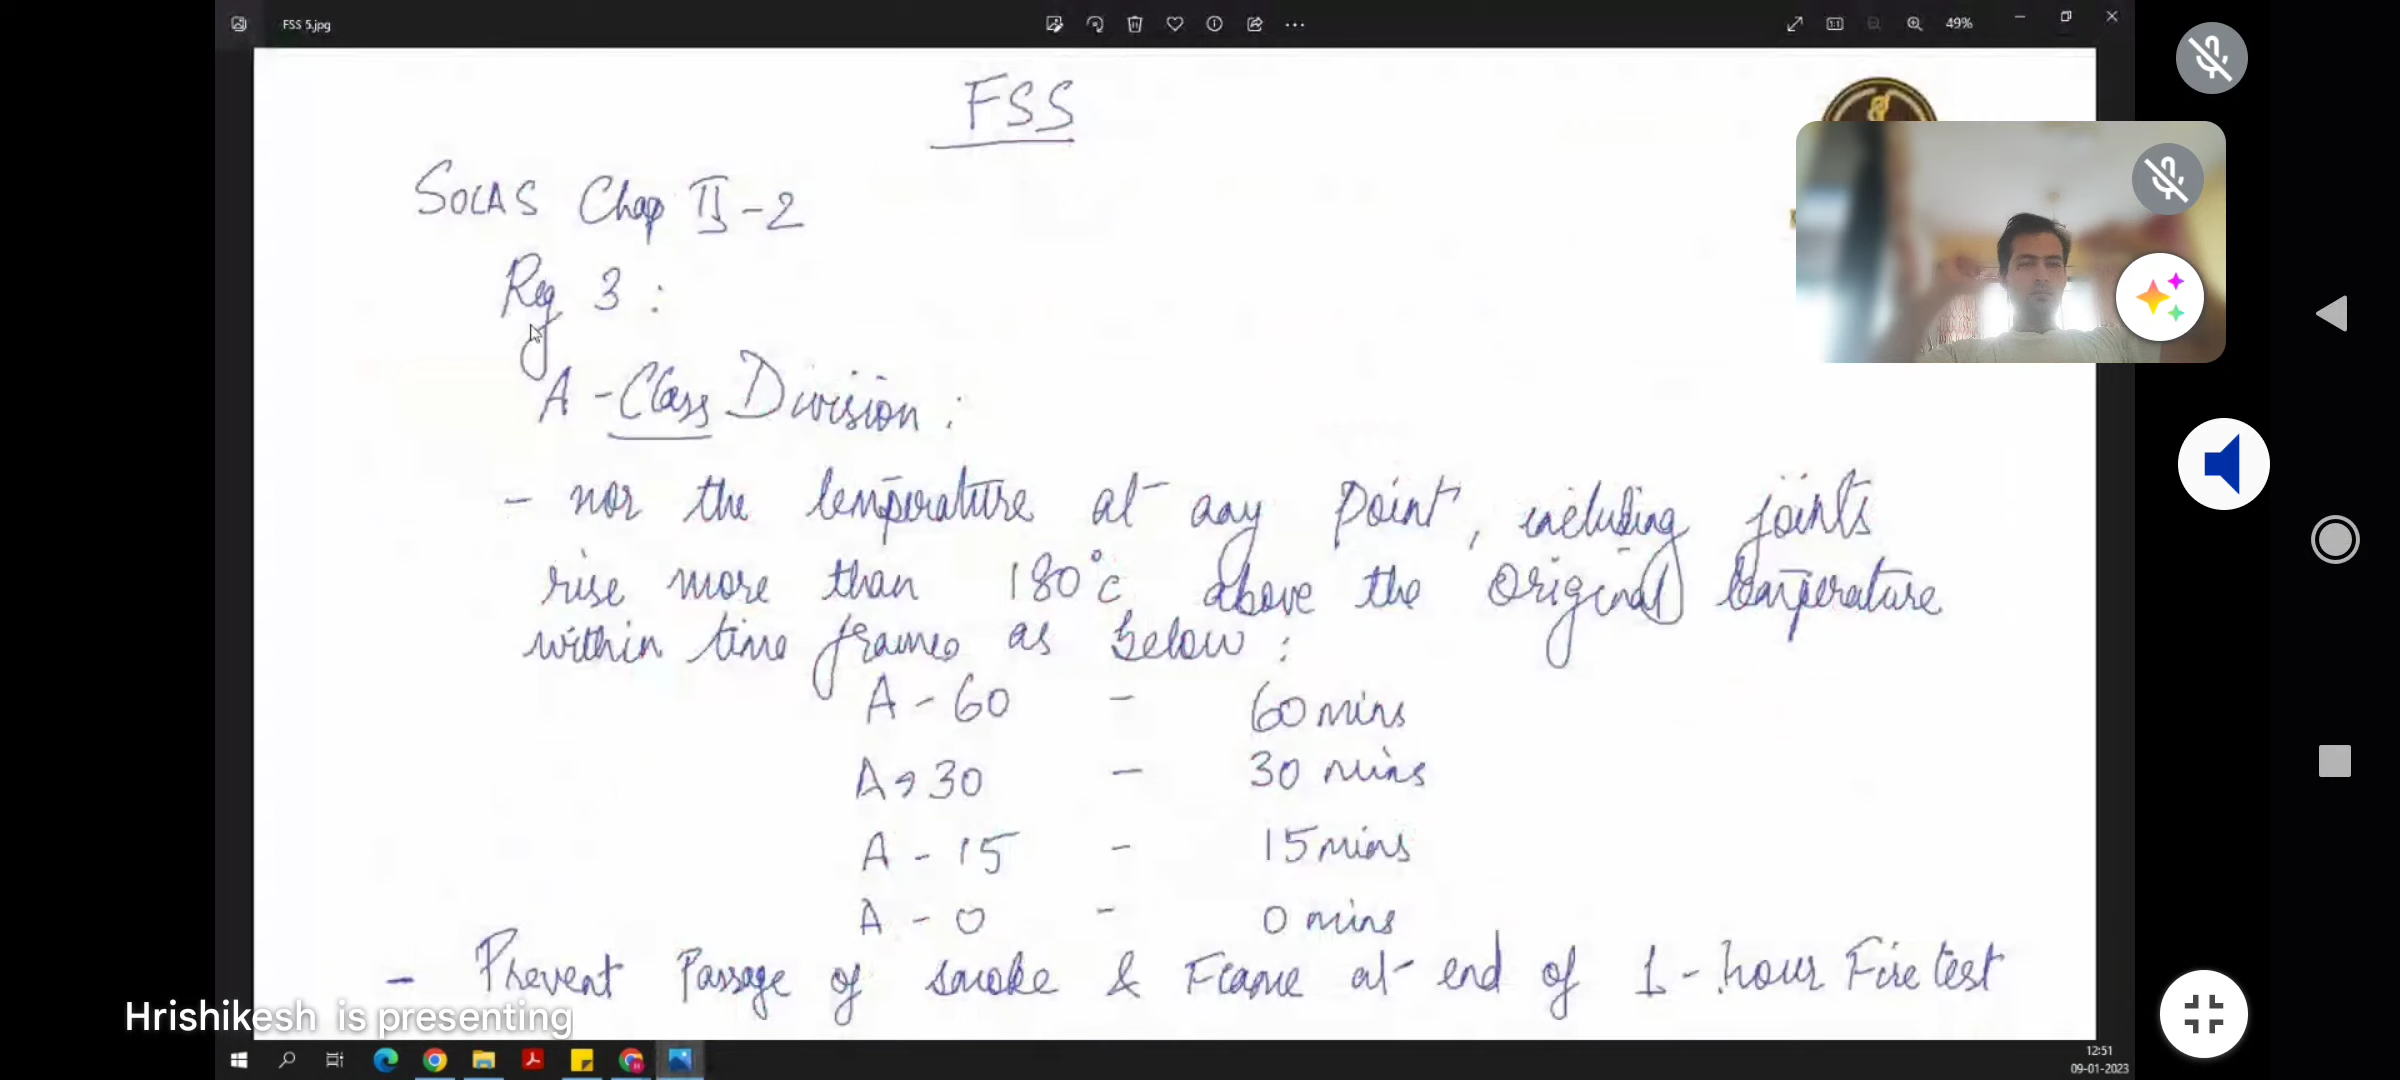 FSS 5.jpg
49%
FSS
SOLAS Chap II-2
Reg 3 :
A - Class Division :
- nor the temperature at any point, including joints
rise more than 180°C above the original temperature
within time frames as below :
A - 60 - 60 mins
A - 30 - 30 mins
A - 15 - 15 mins
A - 0 - 0 mins
- Prevent Passage of smoke & Flame at end of 1 - hour Fire test
Hrishikesh is presenting
12:51
09-01-2023